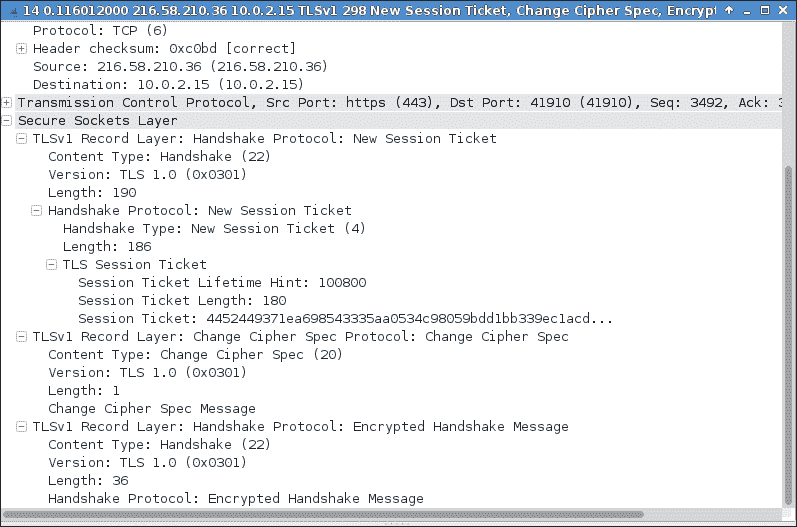 14 0.116012000 216.58.210.36 10.0.2.15 TLSv1 298 New Session Ticket, Change Cipher Spec, Encrypt
Protocol: TCP (6)
Header checksum: 0xc0bd [correct]
Source: 216.58.210.36 (216.58.210.36)
Destination: 10.0.2.15 (10.0.2.15)
Transmission Control Protocol, Src Port: https (443), Dst Port: 41910 (41910), Seq: 3492, Ack: 3
Secure Sockets Layer
TLSv1 Record Layer: Handshake Protocol: New Session Ticket
Content Type: Handshake (22)
Version: TLS 1.0 (0x0301)
Length: 190
Handshake Protocol: New Session Ticket
Handshake Type: New Session Ticket (4)
Length: 186
TLS Session Ticket
Session Ticket Lifetime Hint: 100800
Session Ticket Length: 180
Session Ticket: 4452449371ea698543335aa0534c98059bdd1bb339ec1acd...
TLSv1 Record Layer: Change Cipher Spec Protocol: Change Cipher Spec
Content Type: Change Cipher Spec (20)
Version: TLS 1.0 (0x0301)
Length: 1
Change Cipher Spec Message
TLSv1 Record Layer: Handshake Protocol: Encrypted Handshake Message
Content Type: Handshake (22)
Version: TLS 1.0 (0x0301)
Length: 36
Handshake Protocol: Encrypted Handshake Message